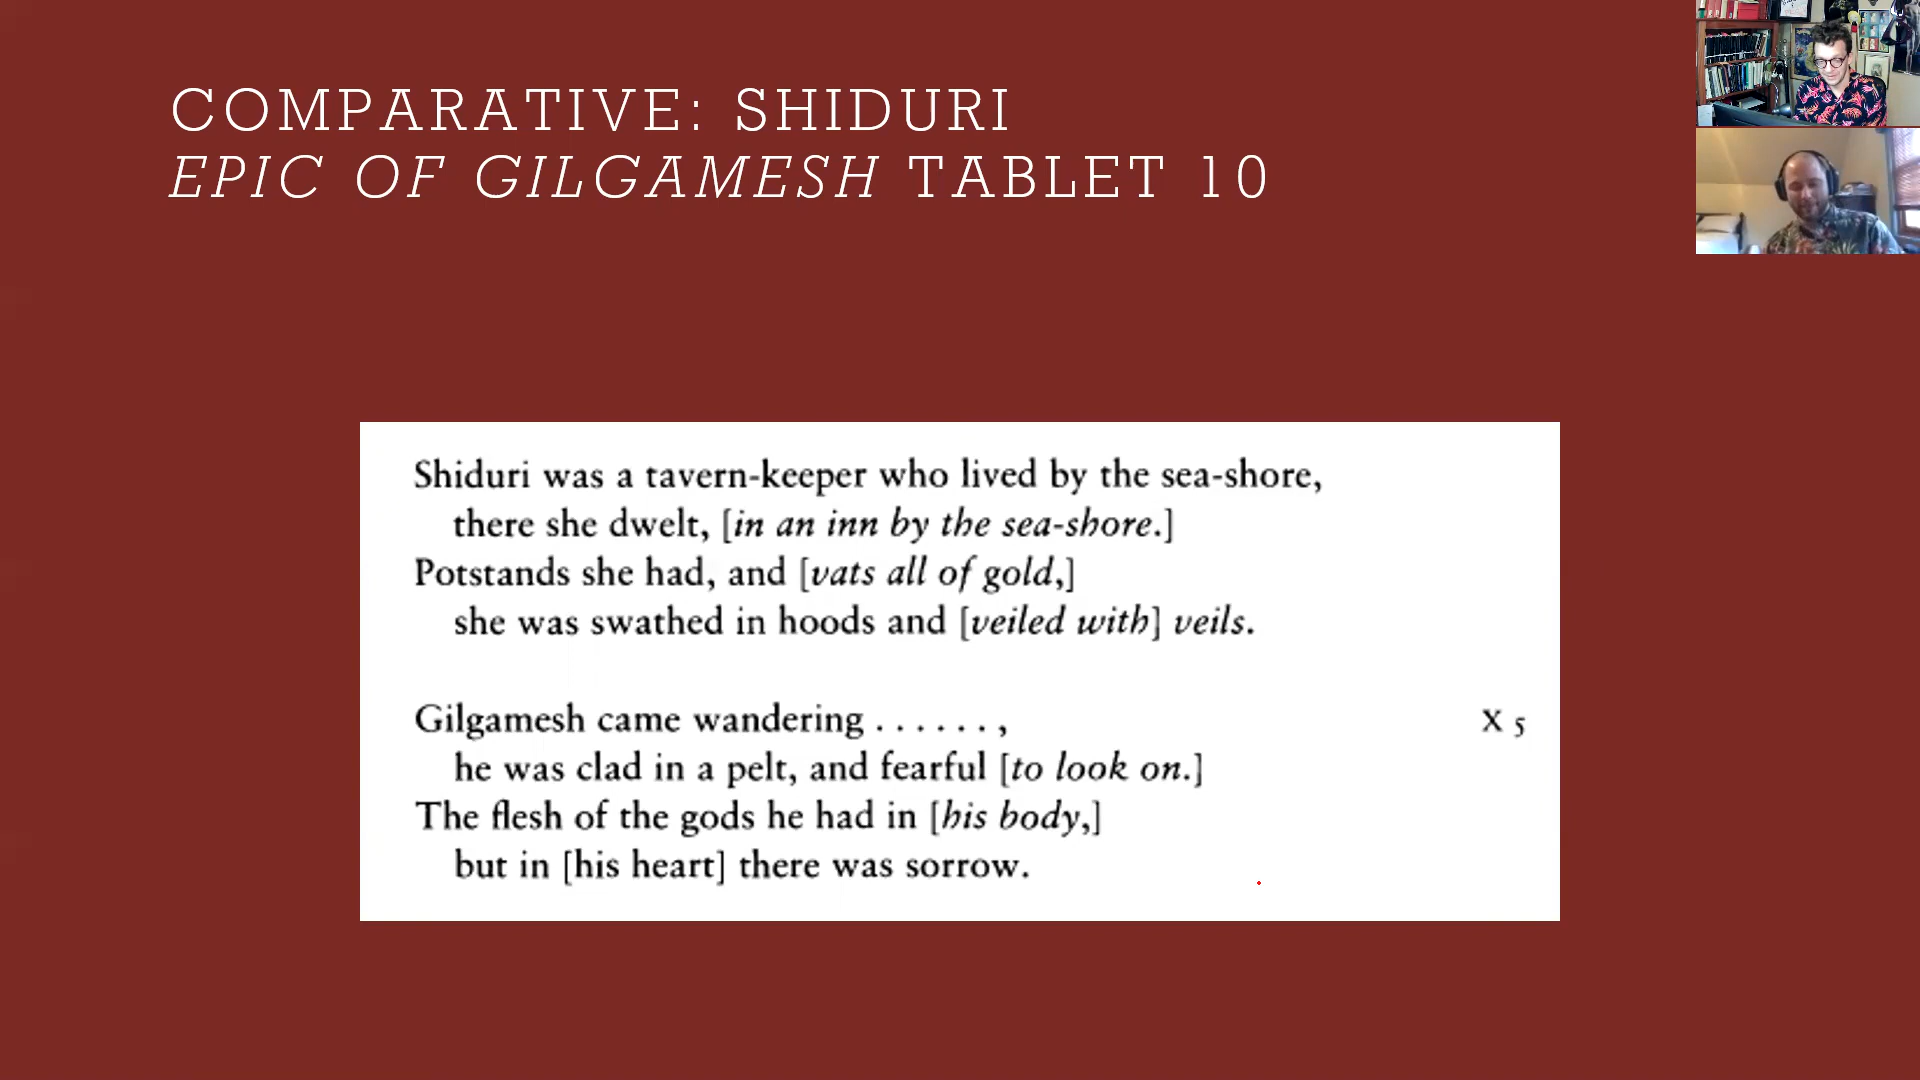 COMPARATIVE: SHIDURI
EPIC OF GILGAMESH TABLET 10
Shiduri was a tavern-keeper who lived by the sea-shore,
there she dwelt, [in an inn by the sea-shore.]
Potstands she had, and [vats all of gold,]
she was swathed in hoods and [veiled with] veils.
Gilgamesh came wandering . . . . . . ., X 5
he was clad in a pelt, and fearful [to look on.]
The flesh of the gods he had in [his body,]
but in [his heart] there was sorrow.